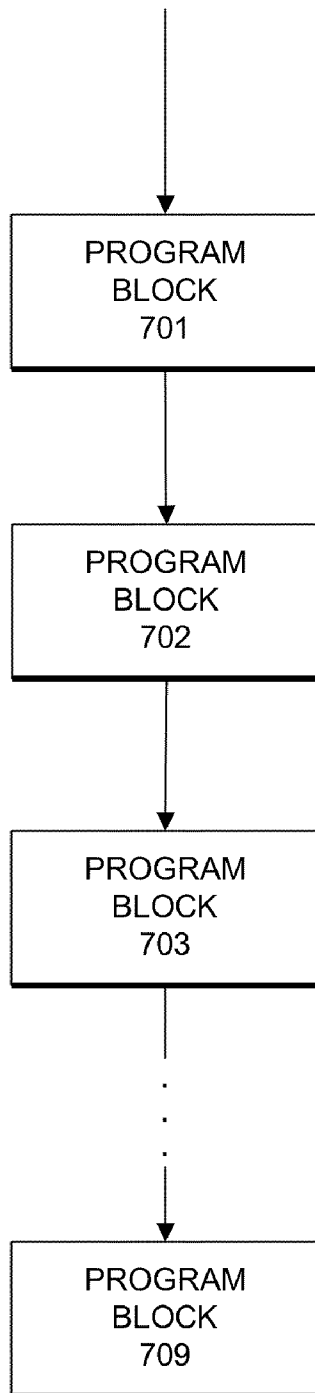 PROGRAM
BLOCK
701
PROGRAM
BLOCK
702
PROGRAM
BLOCK
703
.
.
.
PROGRAM
BLOCK
709